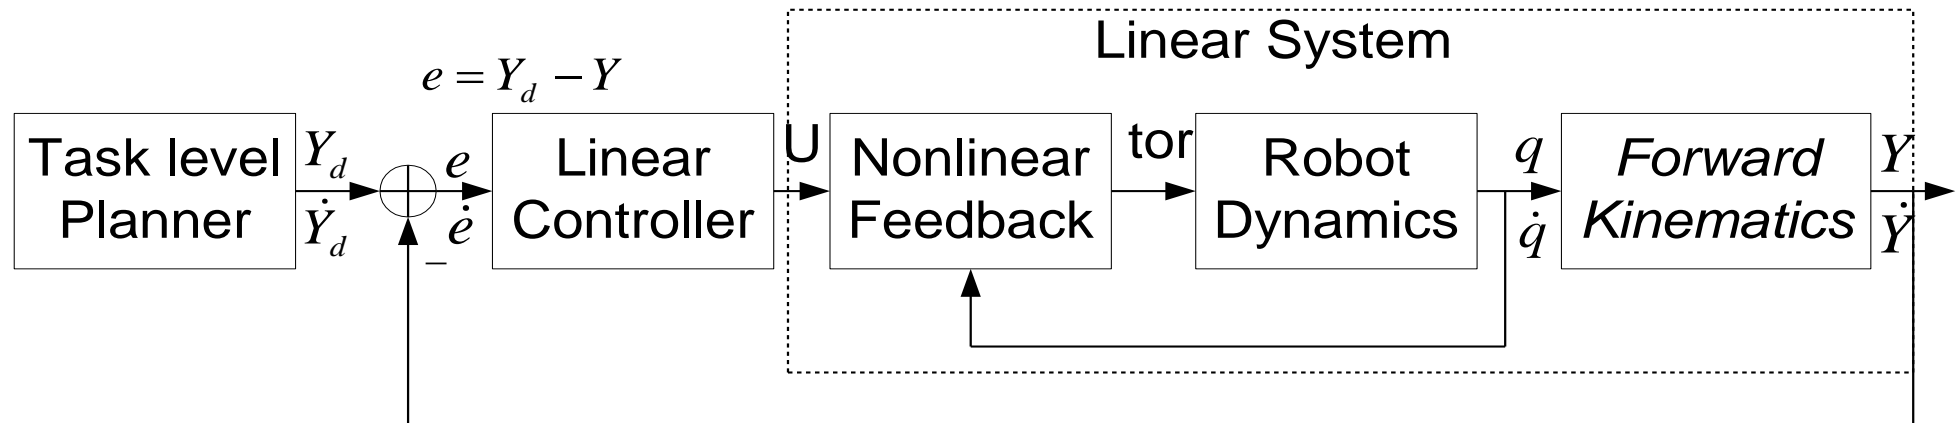 Linear System
e = Y_d − Y
Task level
Planner
Y_d
Ẏ_d
−
e
ė
Linear
Controller
U
Nonlinear
Feedback
tor
Robot
Dynamics
q
q̇
Forward
Kinematics
Y
Ẏ